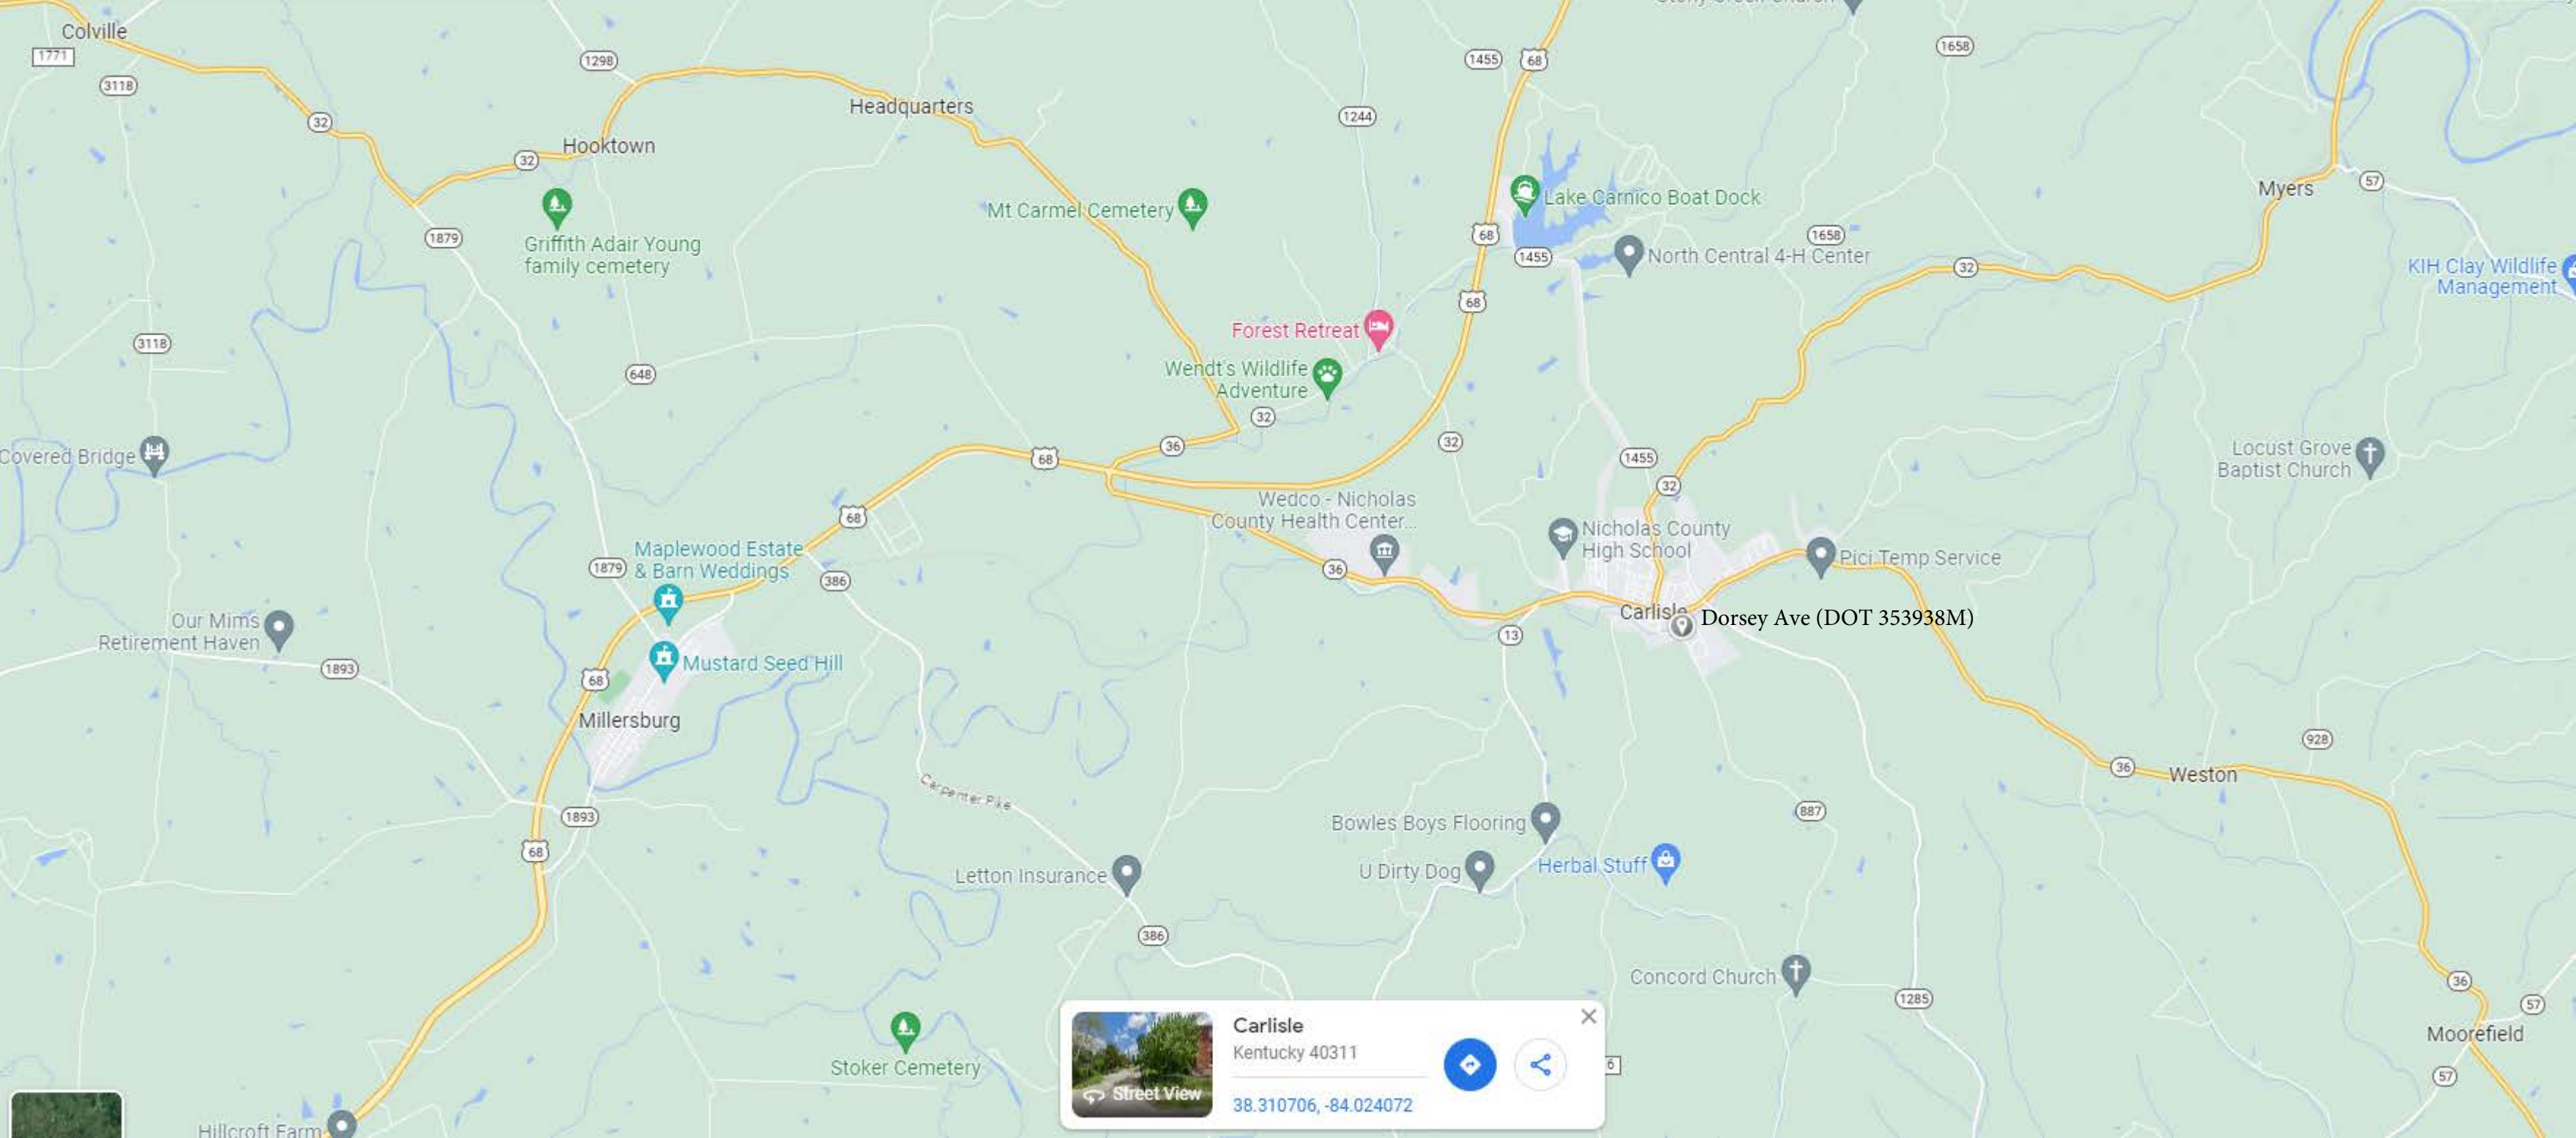 Stony Creek Church
Colville
1771
3118
1298
32
Hooktown
32
Headquarters
1244
1455
68
1658
Myers
57
Lake Carnico Boat Dock
Mt Carmel Cemetery
Griffith Adair Young
family cemetery
1879
68
1455
North Central 4-H Center
1658
32
KIH Clay Wildlife
Management
68
Forest Retreat
3118
648
Wendt's Wildlife
Adventure
32
36
32
68
Covered Bridge
1455
32
Locust Grove
Baptist Church
Wedco - Nicholas
County Health Center...
68
Nicholas County
High School
Maplewood Estate
& Barn Weddings
1879
386
36
Pici Temp Service
Carlisle
Dorsey Ave (DOT 353938M)
13
Our Mims
Retirement Haven
1893
Mustard Seed Hill
68
Millersburg
928
36
Weston
Carpenter Pike
1893
68
887
Bowles Boys Flooring
U Dirty Dog
Herbal Stuff
Letton Insurance
386
Concord Church
1285
36
57
Moorefield
57
Stoker Cemetery
Hillcroft Farm
Carlisle
Kentucky 40311
Street View
38.310706, -84.024072
6